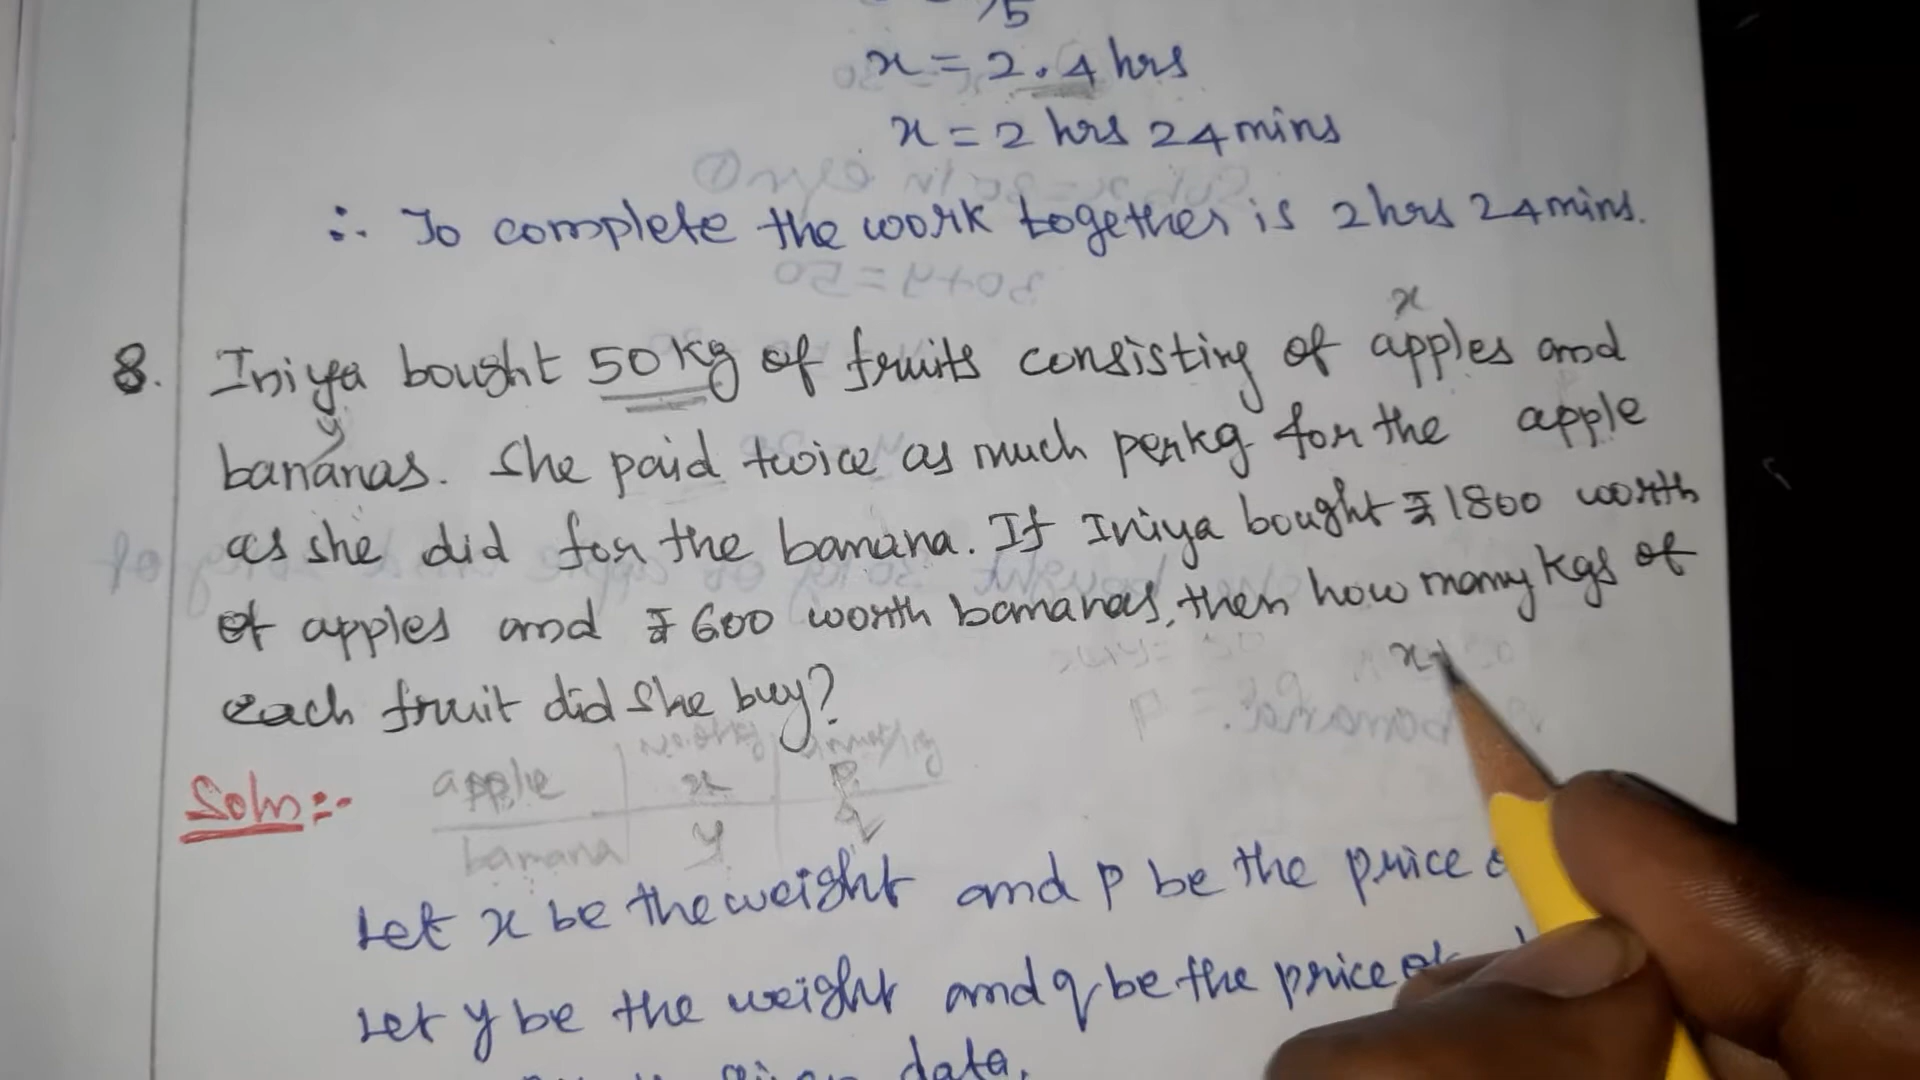 x = 2.4 hrs
x = 2 hrs 24 mins
∴ To complete the work together is 2 hrs 24 mins.
x
8. Iniya bought 50 kg of fruits consisting of apples and
y
bananas. She paid twice as much per kg for the apple
as she did for the banana. If Iniya bought ₹ 1800 worth
of apples and ₹ 600 worth bananas, then how many kgs of
x
each fruit did she buy?
Soln:-
apple x p
banana y q
Let x be the weight and p be the price
Let y be the weight and q be the price of
given data,